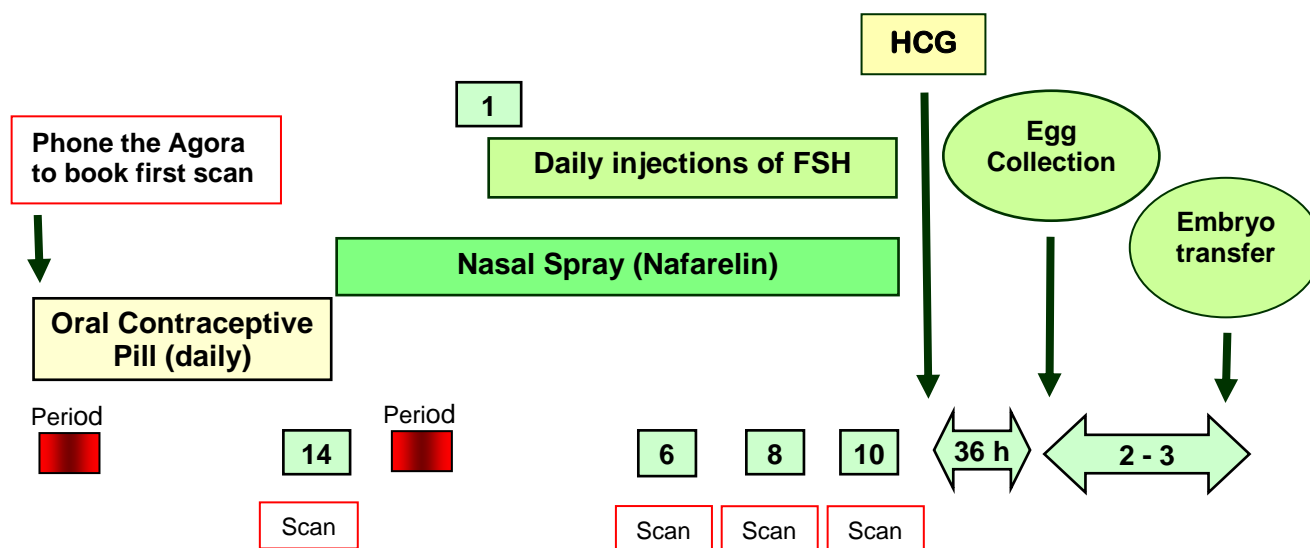 HCG
1
Phone the Agora
to book first scan
Daily injections of FSH
Egg
Collection
Embryo
transfer
Nasal Spray (Nafarelin)
Oral Contraceptive
Pill (daily)
Period
Period
14
6
8
10
36 h
2 - 3
Scan
Scan
Scan
Scan